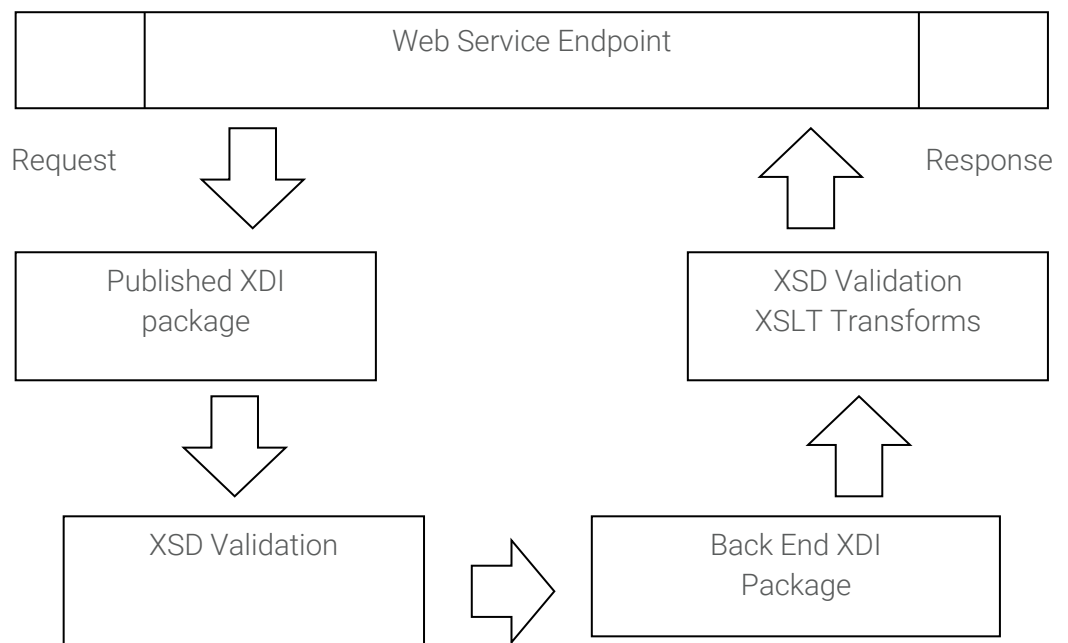 Web Service Endpoint
Request
Response
Published XDI
package
XSD Validation
XSLT Transforms
XSD Validation
Back End XDI
Package